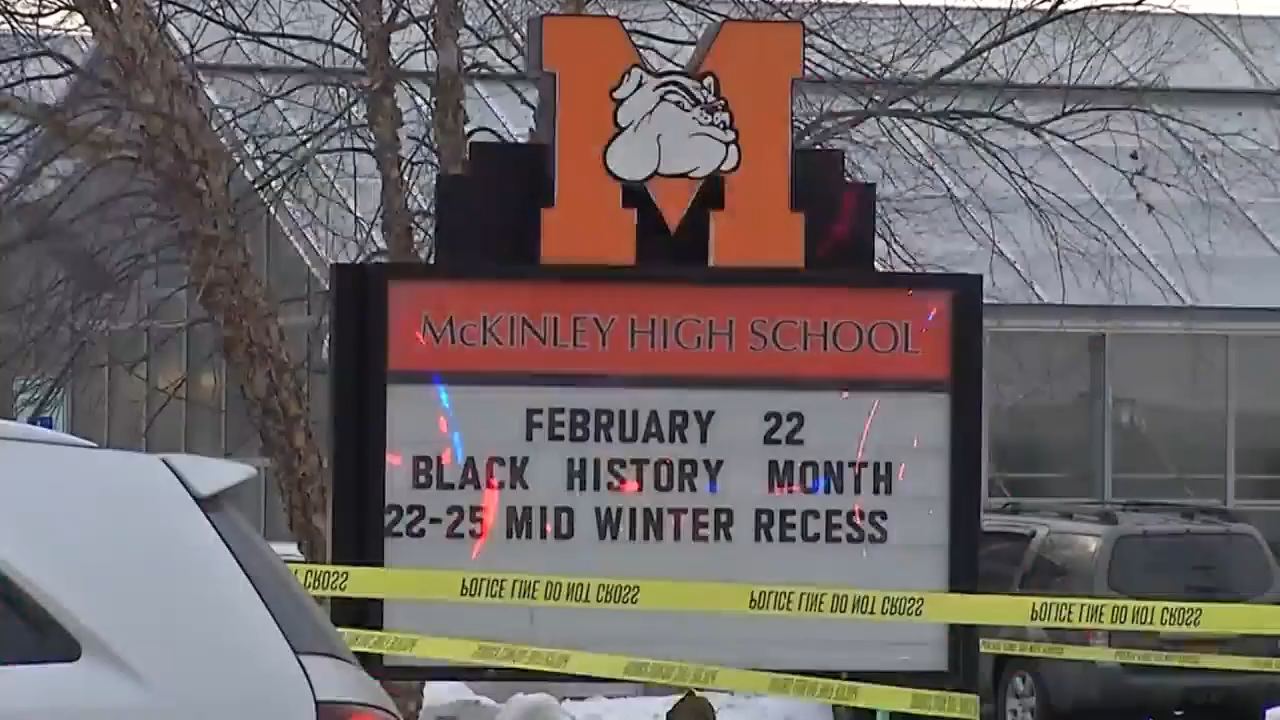 M
McKINLEY HIGH SCHOOL
FEBRUARY 22
BLACK HISTORY MONTH
22-25 MID WINTER RECESS
T CROSS POLICE LINE DO NOT CROSS POLICE LINE DO NOT CROSS POLICE LINE DO NOT CROSS